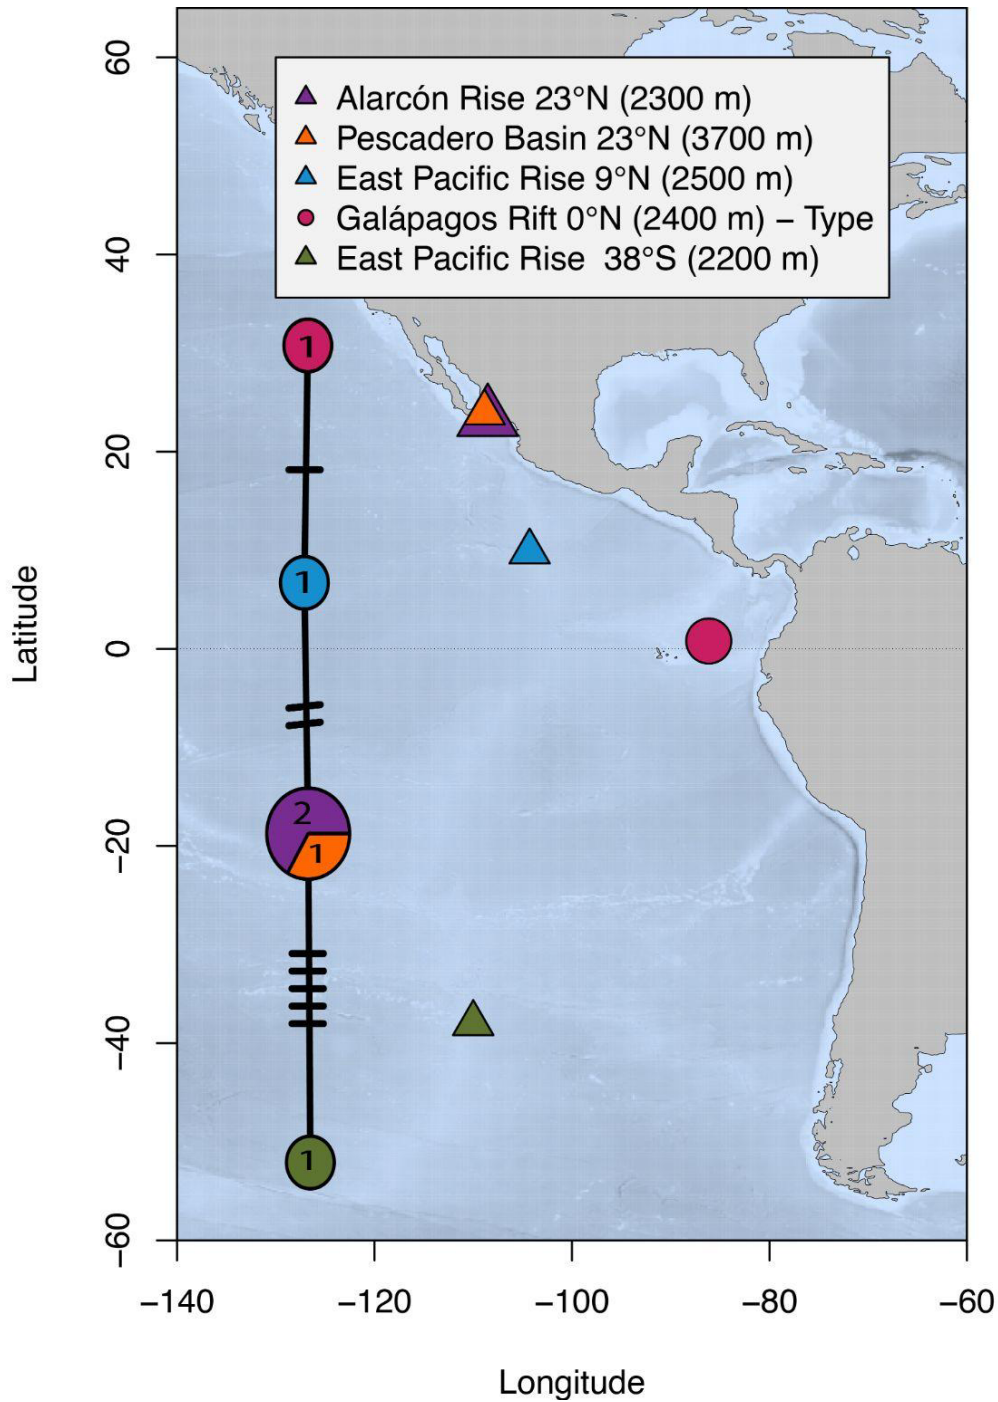 Alarcón Rise 23°N (2300 m)
Pescadero Basin 23°N (3700 m)
East Pacific Rise 9°N (2500 m)
Galápagos Rift 0°N (2400 m) − Type
East Pacific Rise  38°S (2200 m)
60
40
20
0
−20
−40
−60
Latitude
1
1
2
1
1
−140
−120
−100
−80
−60
Longitude